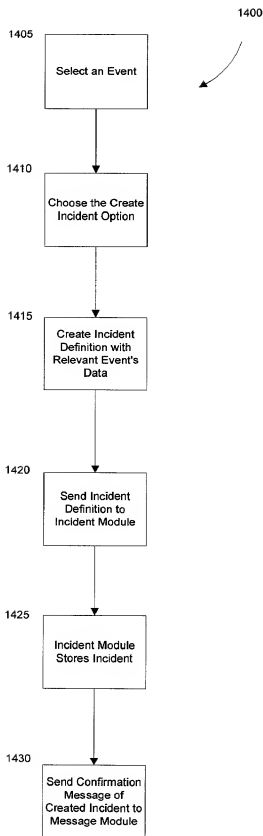 1400
1405
Select an Event
1410
Choose the Create
Incident Option
1415
Create Incident
Definition with
Relevant Event's
Data
1420
Send Incident
Definition to
Incident Module
1425
Incident Module
Stores Incident
1430
Send Confirmation
Message of
Created Incident to
Message Module